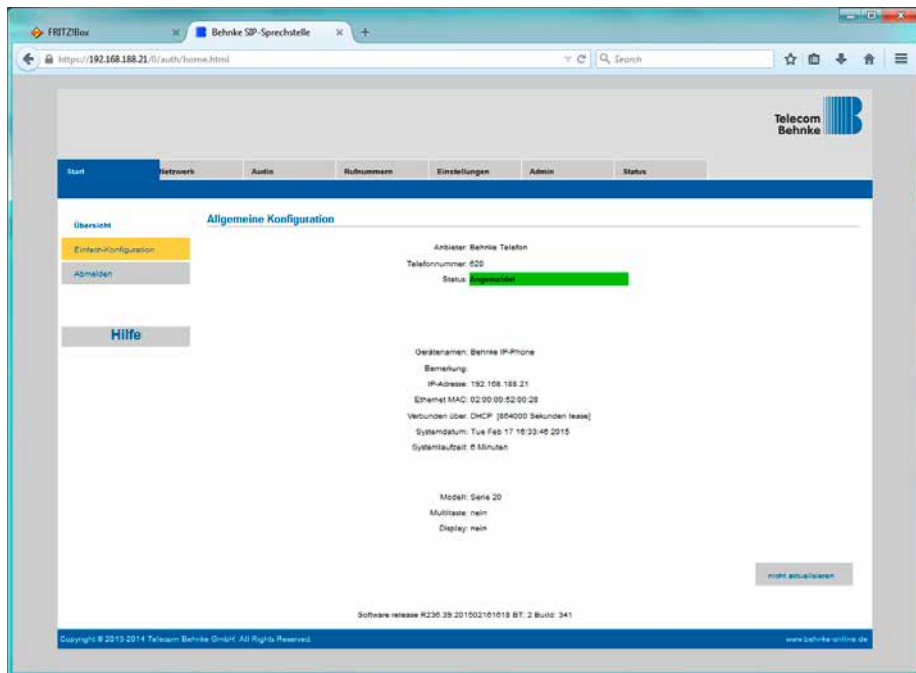 FRITZ!Box
Behnke SIP-Sprechstelle
https://192.168.188.21/0/auth/home.html
Search
Telecom
Behnke
Start
Netzwerk
Audio
Rufnummern
Einstellungen
Admin
Status
Übersicht
Einfach-Konfiguration
Abmelden
Hilfe
Allgemeine Konfiguration
Anbieter: Behnke Telefon
Telefonnummer: 620
Status: Angemeldet
Gerätenamen: Behnke IP-Phone
Bemerkung:
IP-Adresse: 192.168.188.21
Ethernet MAC: 02:00:00:52:00:28
Verbunden über: DHCP [864000 Sekunden lease]
Systemdatum: Tue Feb 17 16:33:46 2015
Systemlaufzeit: 6 Minuten
Modell: Serie 20
Multitaste: nein
Display: nein
nicht aktualisieren
Software release R236.39.201502161618 BT: 2 Build: 341
Copyright © 2013-2014 Telecom Behnke GmbH. All Rights Reserved.
www.behnke-online.de